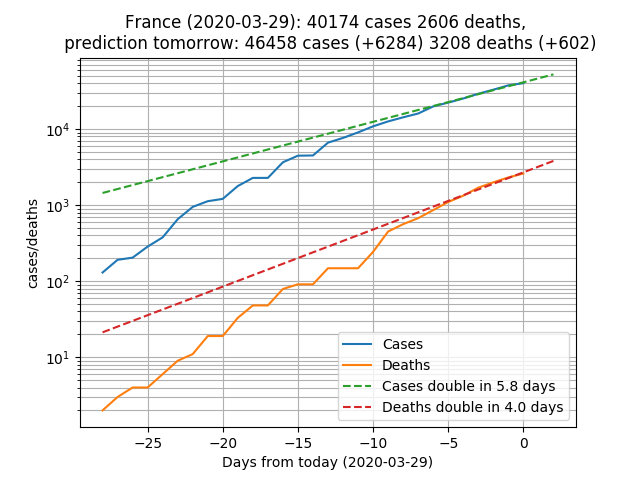 France (2020-03-29): 40174 cases 2606 deaths,
prediction tomorrow: 46458 cases (+6284) 3208 deaths (+602)
10⁴
10³
10²
10¹
cases/deaths
Cases
Deaths
Cases double in 5.8 days
Deaths double in 4.0 days
−25 −20 −15 −10 −5 0
Days from today (2020-03-29)